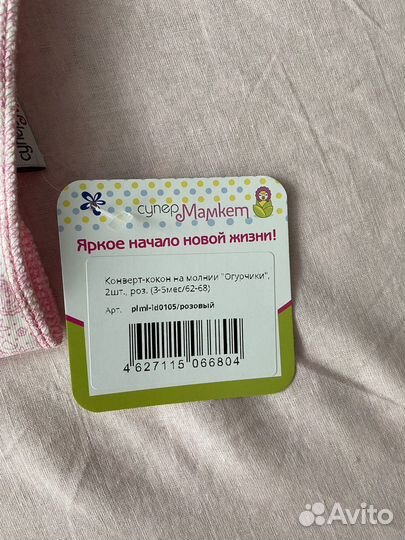 супер Мамкет
Яркое начало новой жизни!
Конверт-кокон на молнии "Огурчики",
2шт., роз. (3-5мес/62-68)
Арт. plml-ld0105/розовый
4 627115 066804
Avito